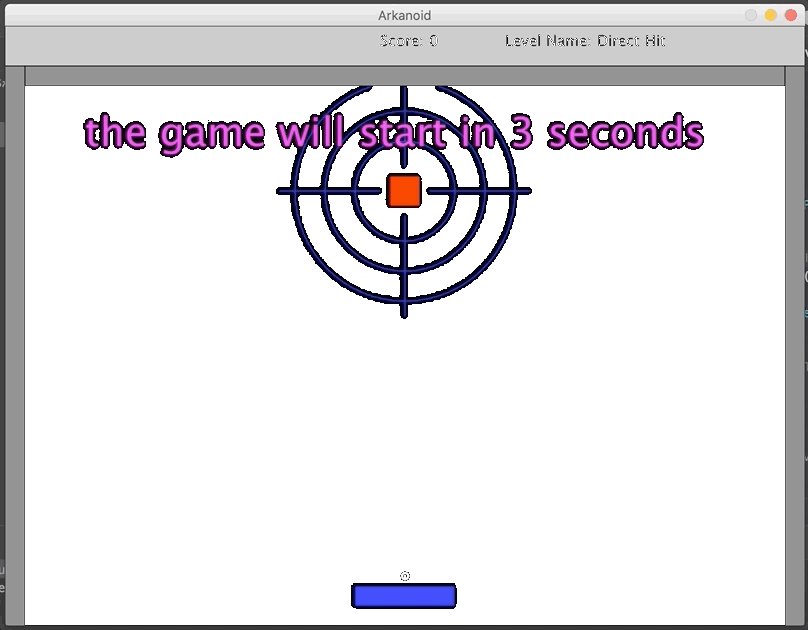 Arkanoid
Score: 0 Level Name: Direct Hit
the game will start in 3 seconds